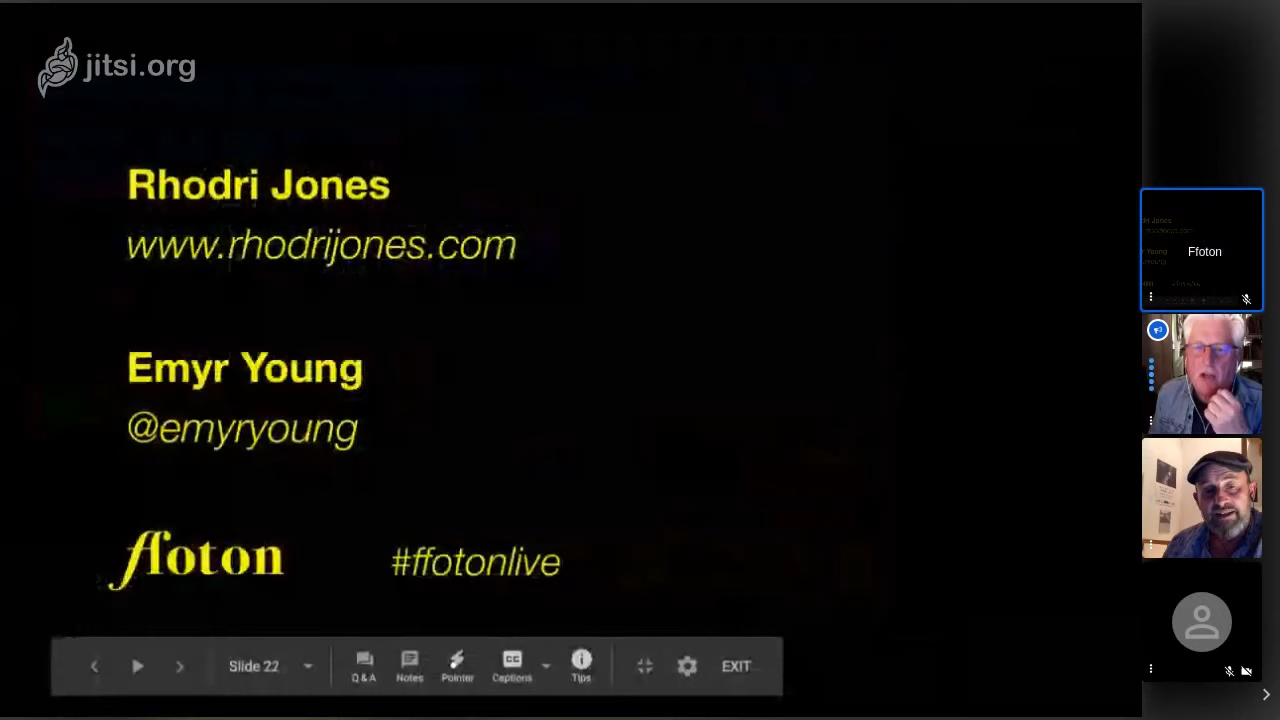 jitsi.org
Rhodri Jones
www.rhodrijones.com
Emyr Young
@emyryoung
ffoton
#ffotonlive
Slide 22
Q & A
Notes
Pointer
CC
Captions
Tips
EXIT
Ffoton